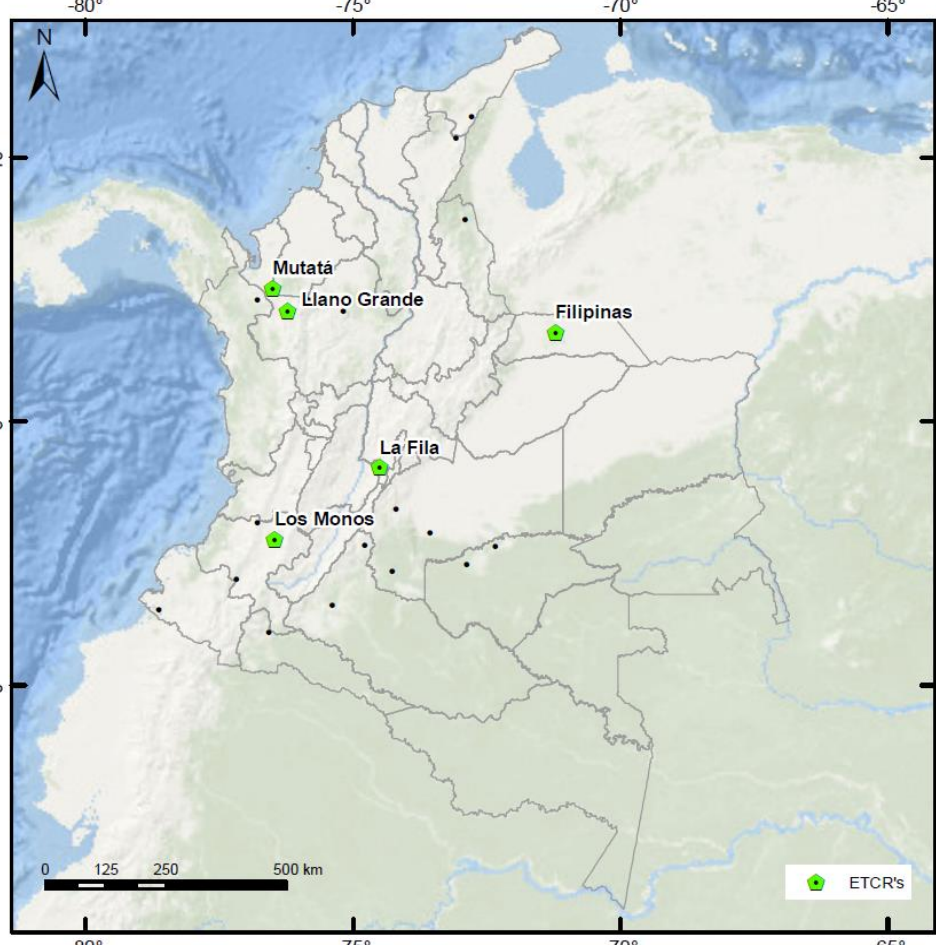 -80° -75° -70° -65°
N
Mutatá
Llano Grande
Filipinas
La Fila
Los Monos
0 125 250 500 km
ETCR's
-80° -75° -70° -65°